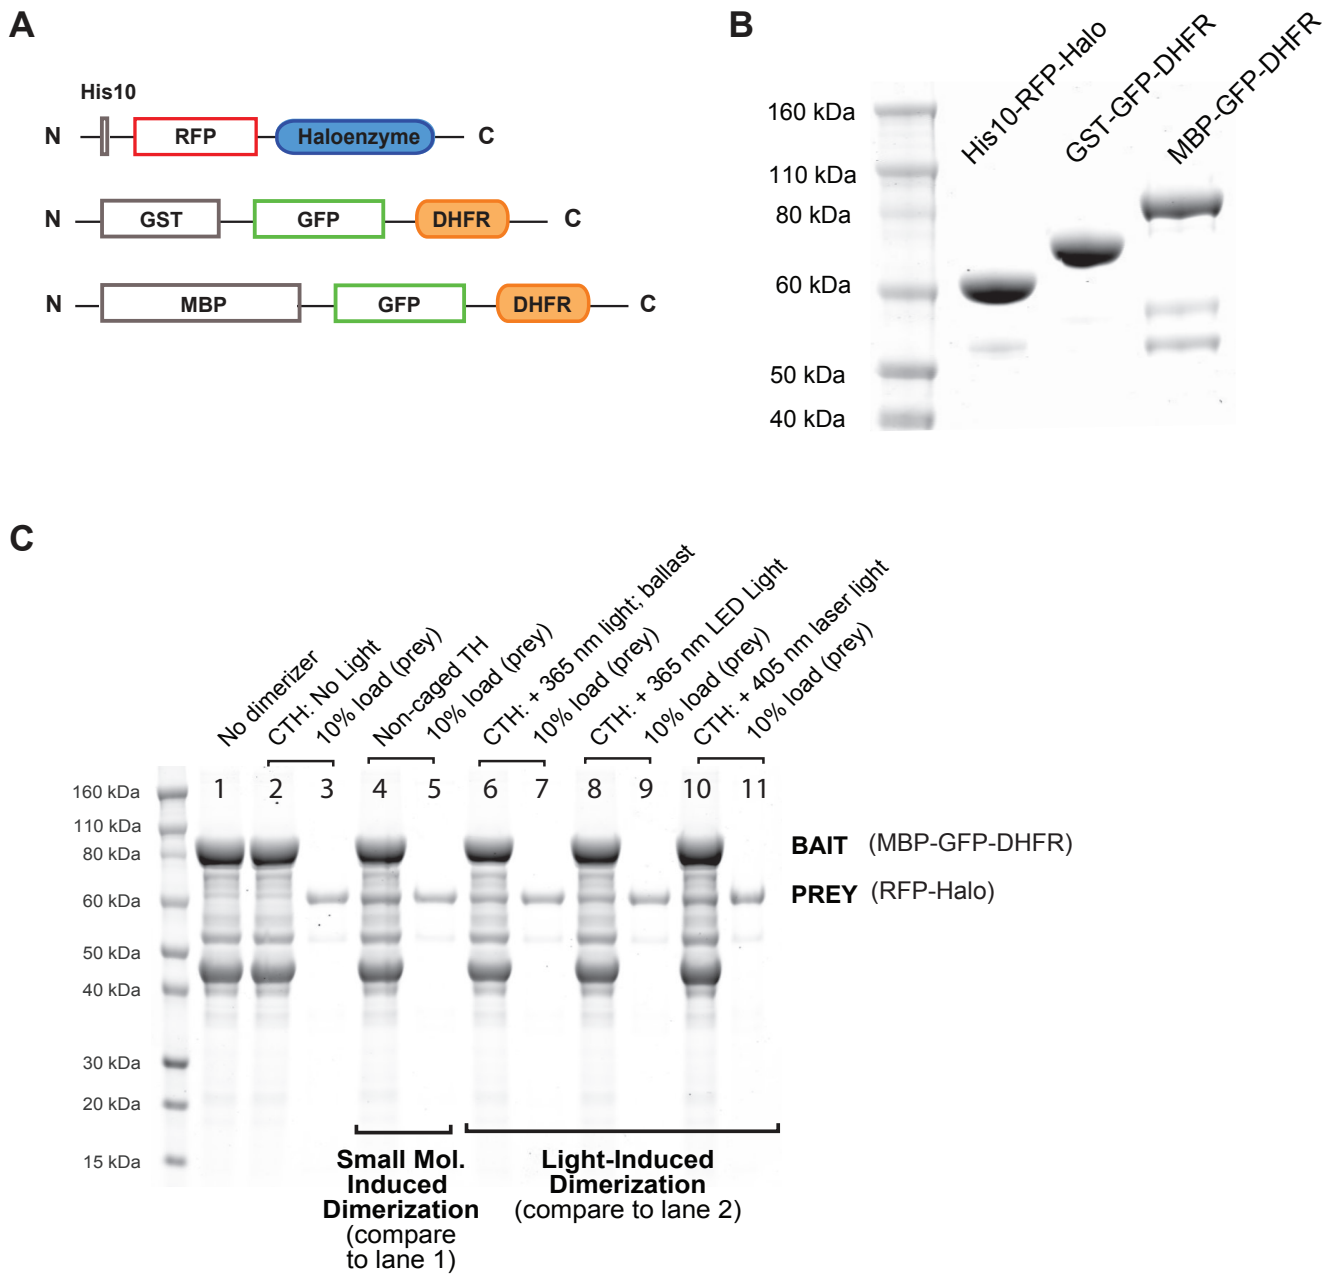 A
His10
N RFP Haloenzyme C
N GST GFP DHFR C
N MBP GFP DHFR C
B
His10-RFP-Halo
GST-GFP-DHFR
MBP-GFP-DHFR
160 kDa
110 kDa
80 kDa
60 kDa
50 kDa
40 kDa
C
No dimerizer
CTH: No Light
10% load (prey)
Non-caged TH
10% load (prey)
CTH: + 365 nm light; ballast
10% load (prey)
CTH: + 365 nm LED Light
10% load (prey)
CTH: + 405 nm laser light
10% load (prey)
1 2 3 4 5 6 7 8 9 10 11
160 kDa
110 kDa
80 kDa
60 kDa
50 kDa
40 kDa
30 kDa
20 kDa
15 kDa
BAIT (MBP-GFP-DHFR)
PREY (RFP-Halo)
Small Mol.
Induced
Dimerization
(compare
to lane 1)
Light-Induced
Dimerization
(compare to lane 2)